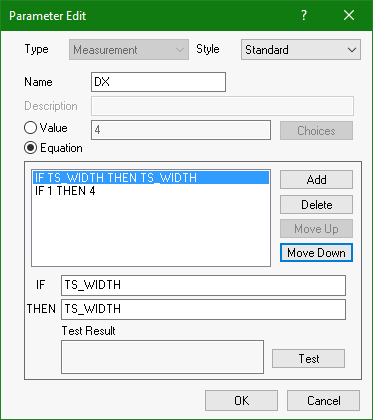 Parameter Edit
Type Measurement Style Standard
Name DX
Description
Value 4 Choices
Equation
IF TS_WIDTH THEN TS_WIDTH
IF 1 THEN 4
Add
Delete
Move Up
Move Down
IF TS_WIDTH
THEN TS_WIDTH
Test Result
Test
OK Cancel